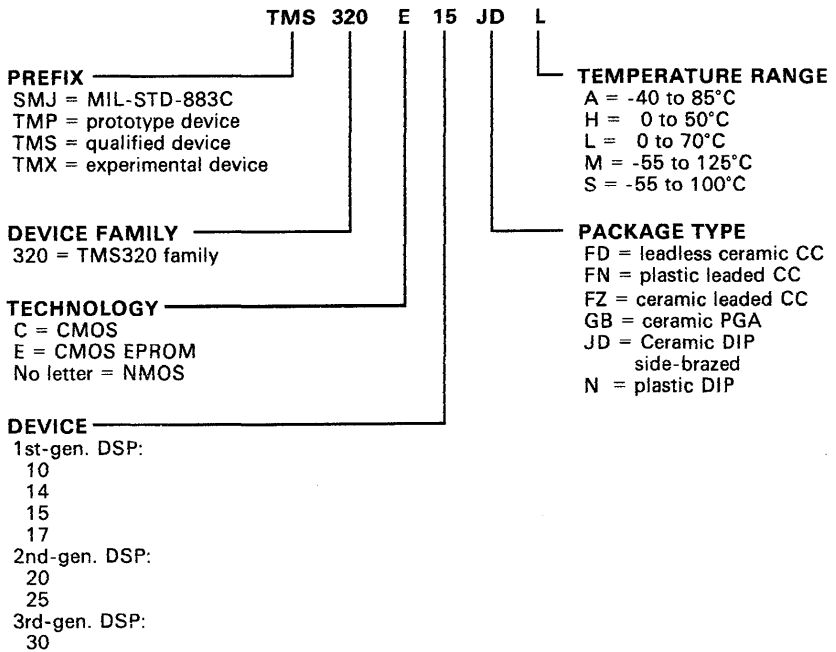 TMS 320 E 15 JD L
PREFIX
SMJ = MIL-STD-883C
TMP = prototype device
TMS = qualified device
TMX = experimental device
DEVICE FAMILY
320 = TMS320 family
TECHNOLOGY
C = CMOS
E = CMOS EPROM
No letter = NMOS
DEVICE
1st-gen. DSP:
10
14
15
17
2nd-gen. DSP:
20
25
3rd-gen. DSP:
30
TEMPERATURE RANGE
A = -40 to 85°C
H = 0 to 50°C
L = 0 to 70°C
M = -55 to 125°C
S = -55 to 100°C
PACKAGE TYPE
FD = leadless ceramic CC
FN = plastic leaded CC
FZ = ceramic leaded CC
GB = ceramic PGA
JD = Ceramic DIP
side-brazed
N = plastic DIP